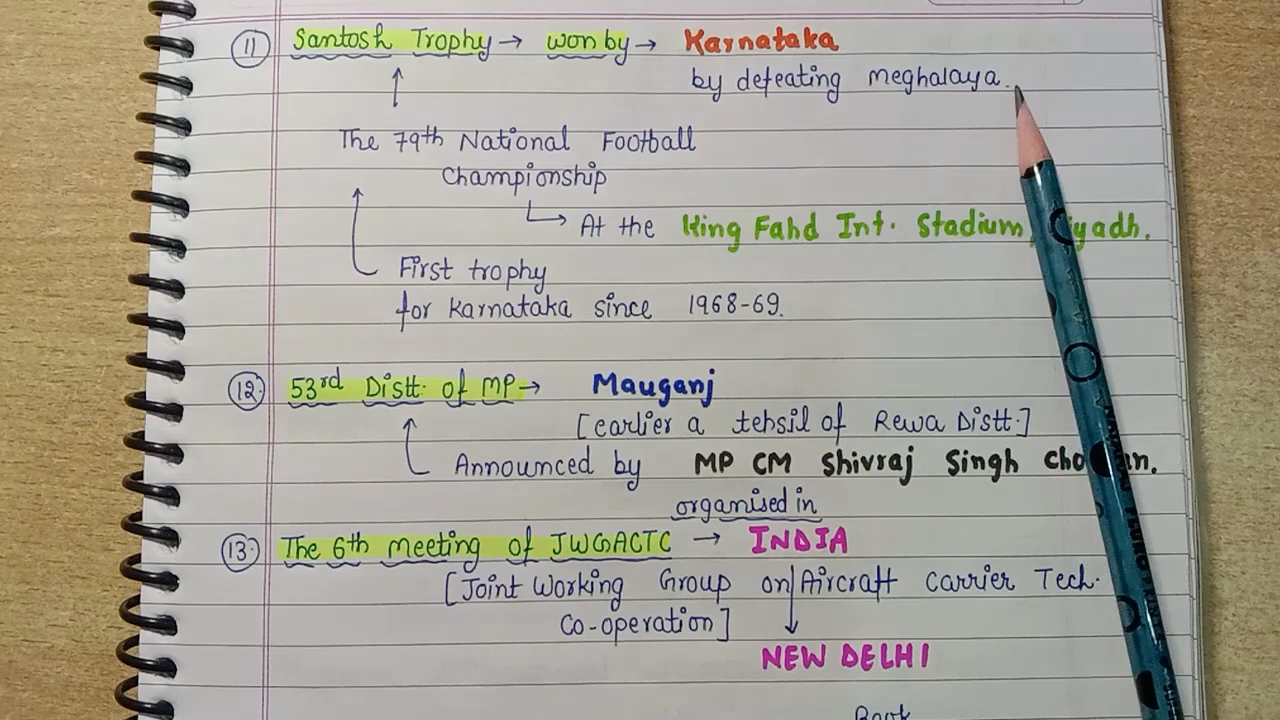 11 Santosh Trophy → won by → Karnataka
by defeating meghalaya.
The 79th National Football
Championship
At the King Fahd Int. Stadium,
First trophy
for Karnataka since 1968-69.
12. 53rd Distt. of MP → Mauganj
[earlier a tehsil of Rewa Distt.]
Announced by MP CM Shivraj Singh
organised in
13. The 6th meeting of JWGACTC → INDIA
[Joint Working Group on Aircraft Carrier Tech.
Co-operation]
NEW DELHI